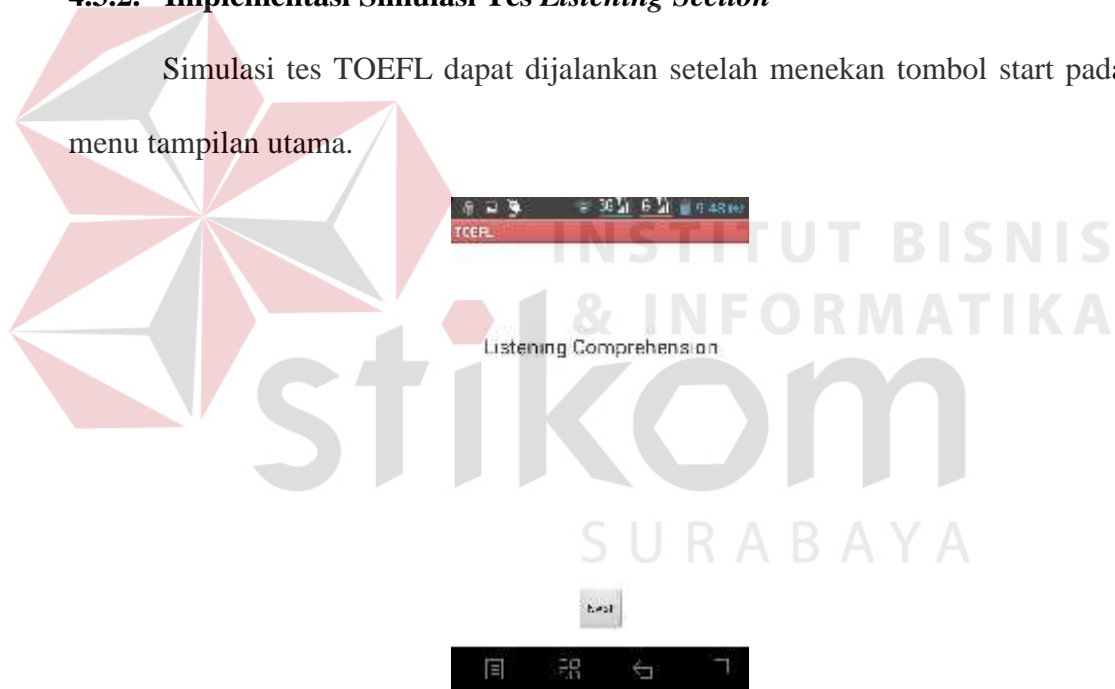 4.3.2. Implementasi Simulasi Tes Listening Section
Simulasi tes TOEFL dapat dijalankan setelah menekan tombol start pada
menu tampilan utama.
3G
TOEFL
INSTITUT BISNIS
& INFORMATIKA
Listening Comprehension
stikom
SURABAYA
Next